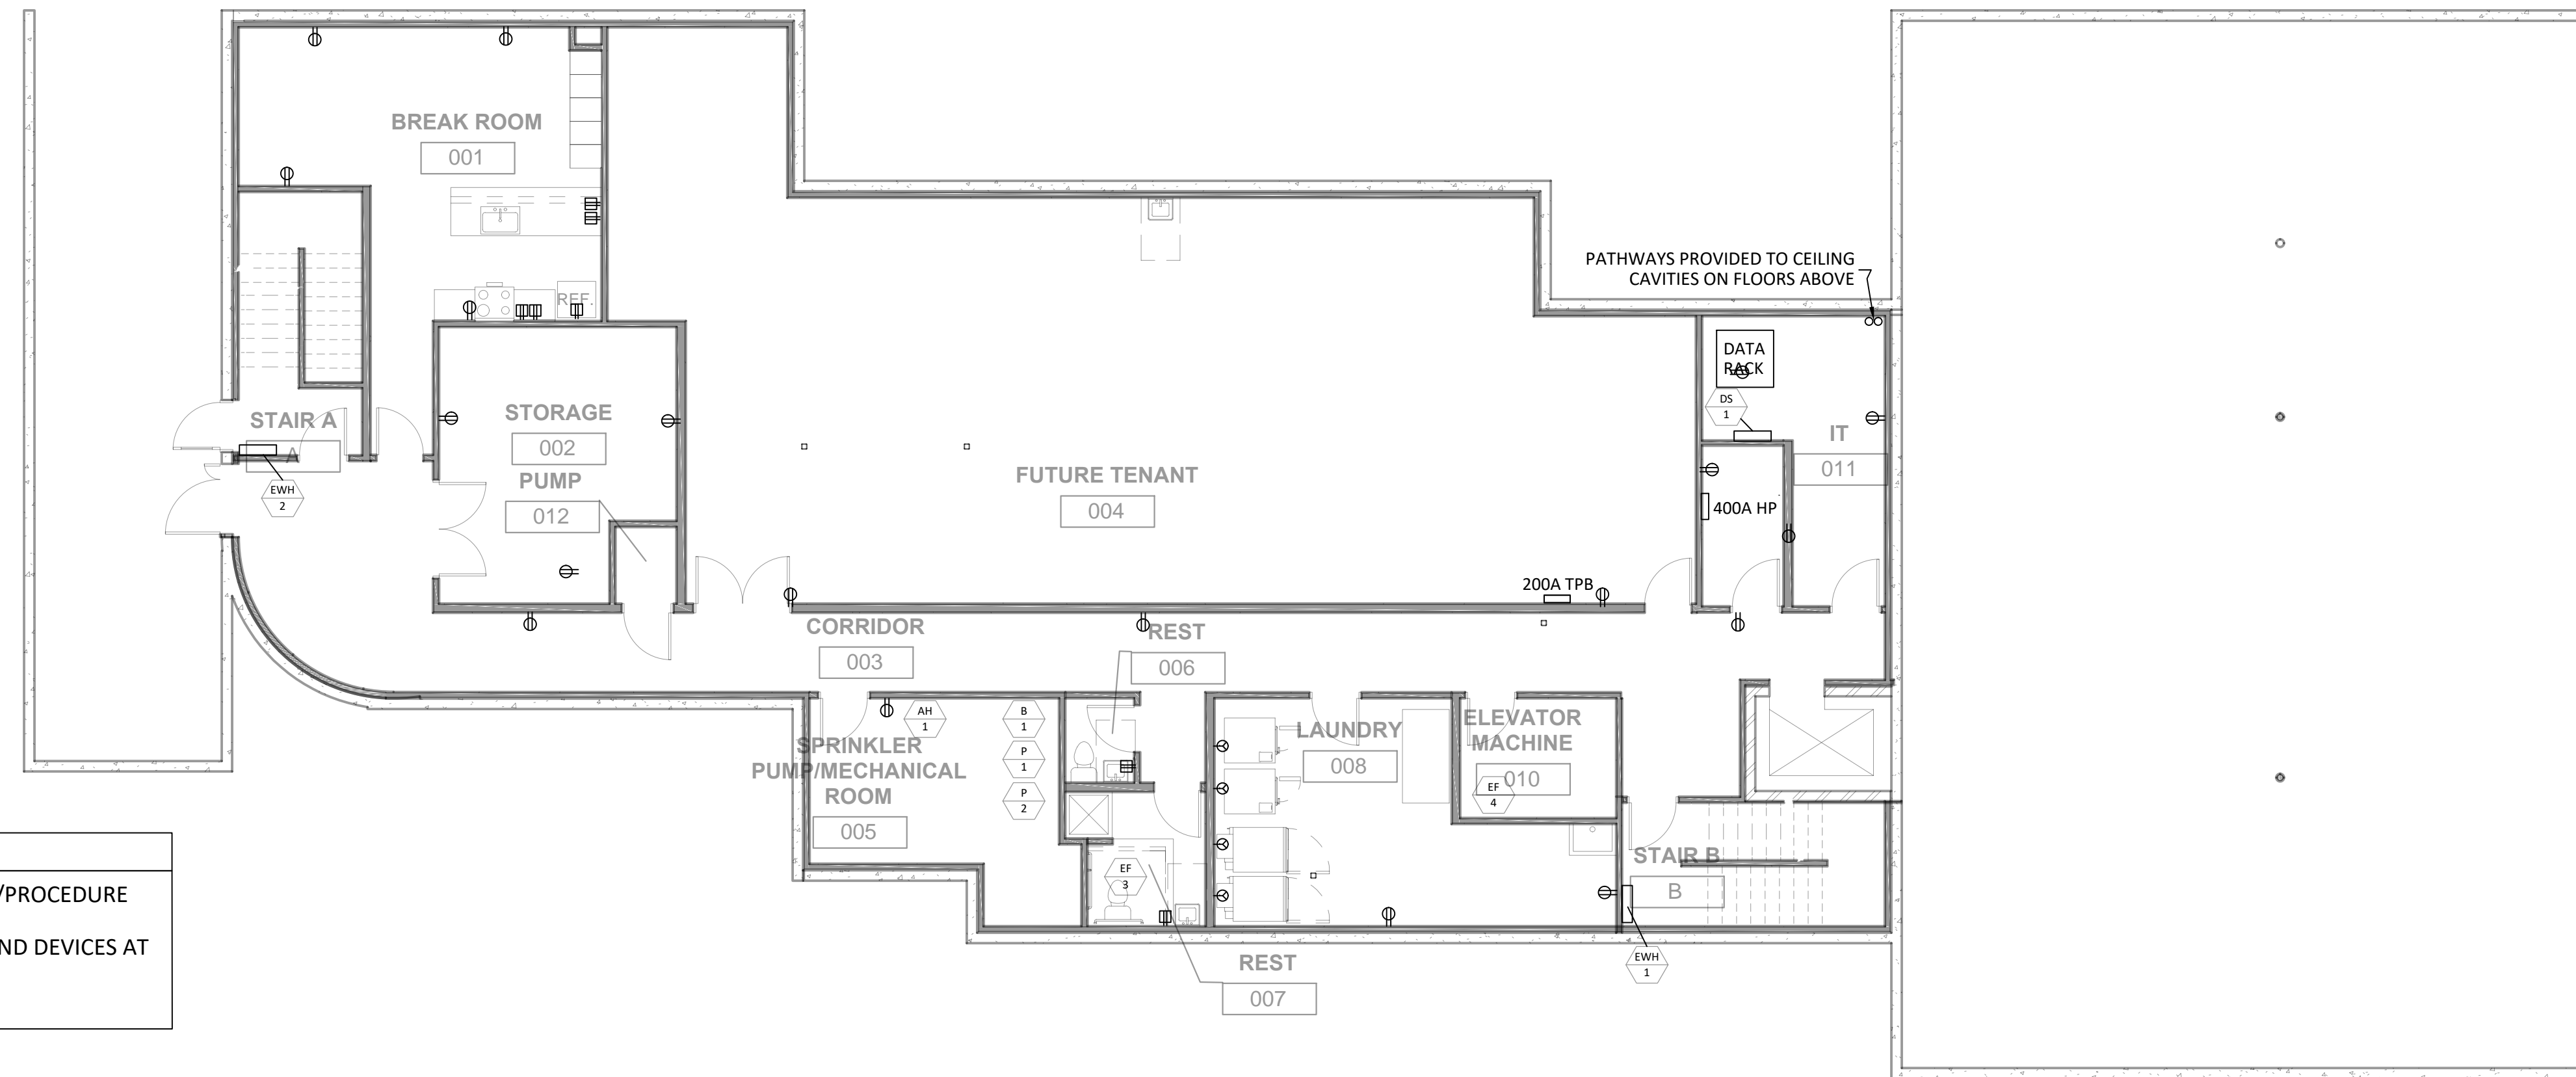 BREAK ROOM
001
REF.
PATHWAYS PROVIDED TO CEILING
CAVITIES ON FLOORS ABOVE
DATA
RACK
DS
1
IT
011
STAIR A
A
EWH
2
STORAGE
002
PUMP
012
FUTURE TENANT
004
400A HP
200A TPB
CORRIDOR
003
REST
006
AH
1
B
1
P
1
P
2
SPRINKLER
PUMP/MECHANICAL
ROOM
005
LAUNDRY
008
ELEVATOR
MACHINE
010
EF
4
EF
3
STAIR B
B
EWH
1
REST
007
/PROCEDURE
ND DEVICES AT